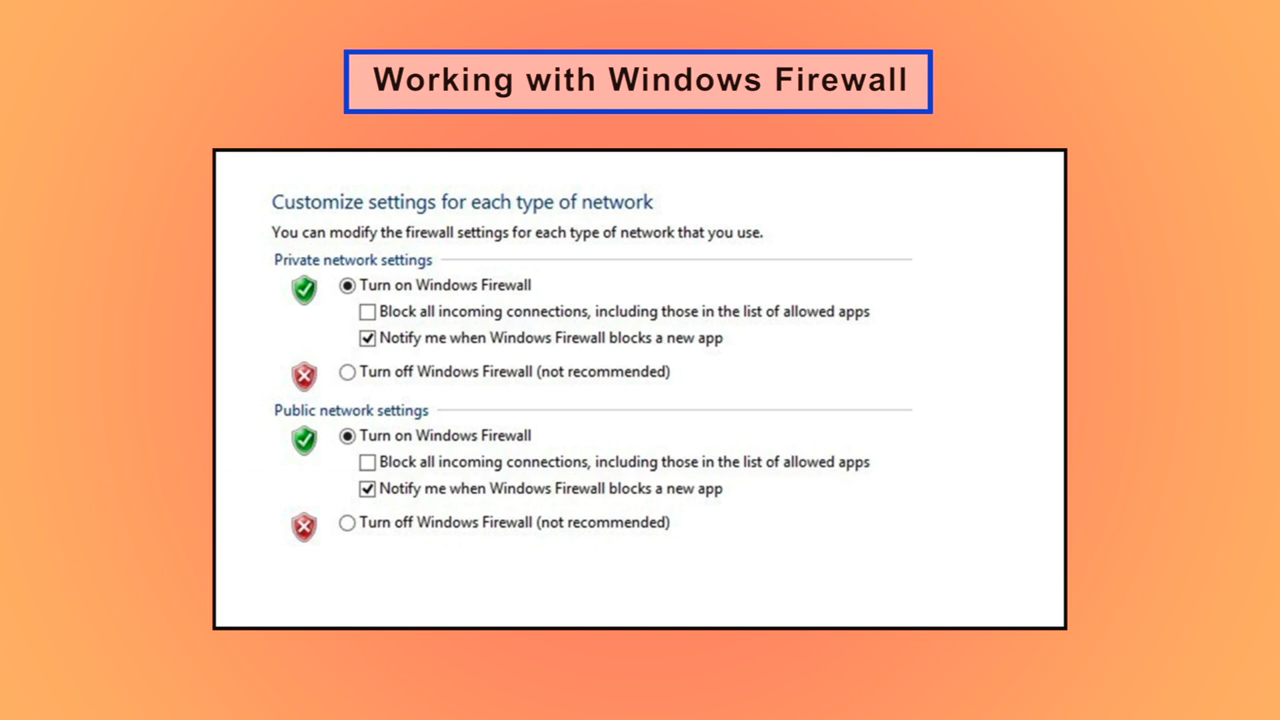 Working with Windows Firewall
Customize settings for each type of network
You can modify the firewall settings for each type of network that you use.
Private network settings
Turn on Windows Firewall
Block all incoming connections, including those in the list of allowed apps
Notify me when Windows Firewall blocks a new app
Turn off Windows Firewall (not recommended)
Public network settings
Turn on Windows Firewall
Block all incoming connections, including those in the list of allowed apps
Notify me when Windows Firewall blocks a new app
Turn off Windows Firewall (not recommended)